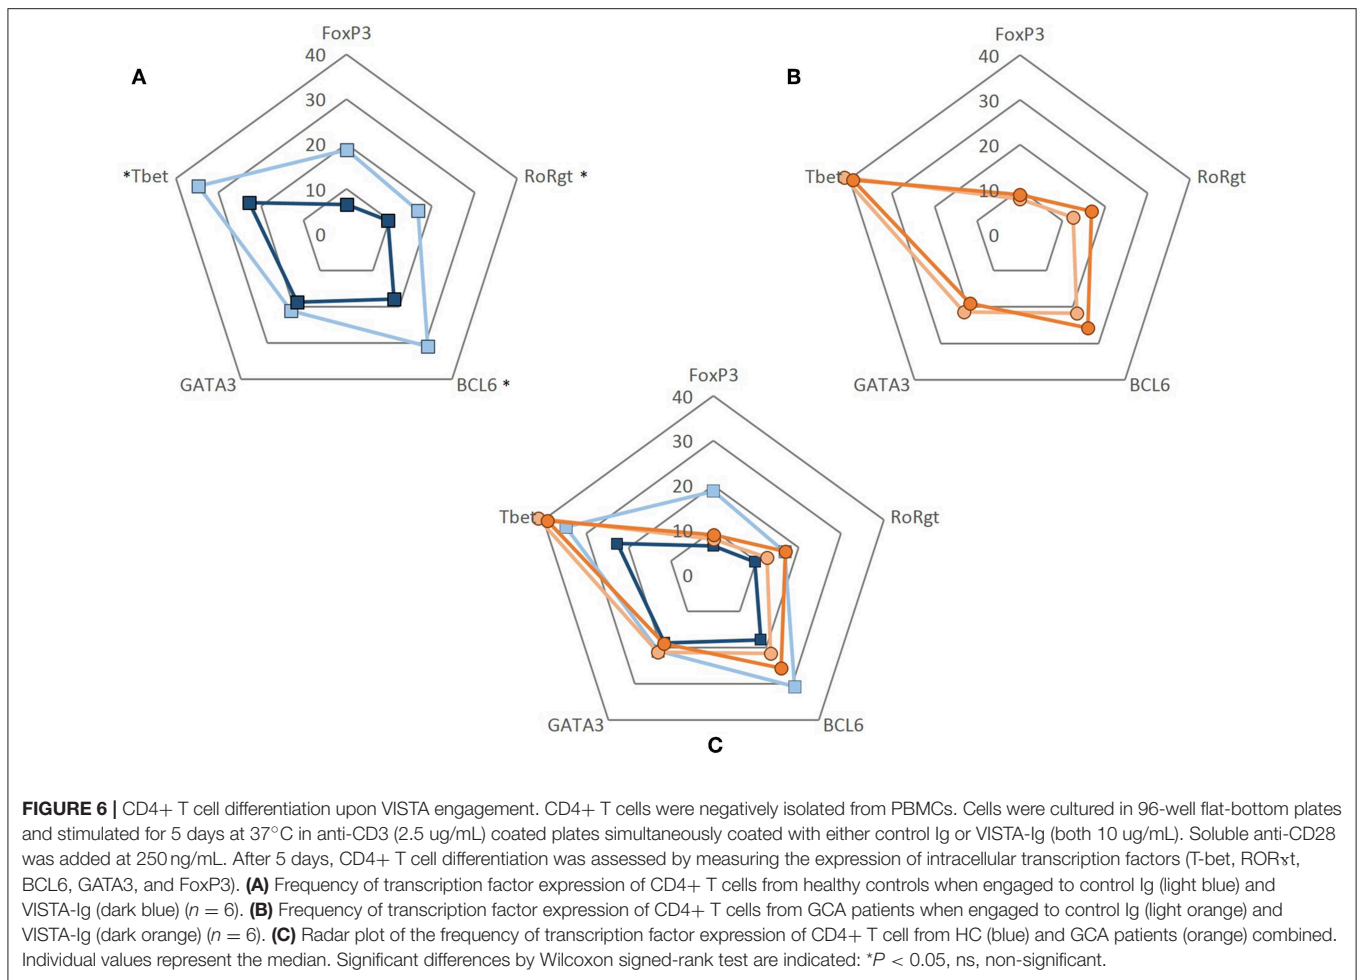 FoxP3
40
A
30
20
*Tbet
RoRgt *
10
0
GATA3
BCL6 *
FoxP3
40
B
30
20
Tbet
RoRgt
10
0
GATA3
BCL6
FoxP3
40
30
20
Tbet
RoRgt
10
0
GATA3
BCL6
C
FIGURE 6 | CD4+ T cell differentiation upon VISTA engagement. CD4+ T cells were negatively isolated from PBMCs. Cells were cultured in 96-well flat-bottom plates
and stimulated for 5 days at 37°C in anti-CD3 (2.5 ug/mL) coated plates simultaneously coated with either control Ig or VISTA-Ig (both 10 ug/mL). Soluble anti-CD28
was added at 250 ng/mL. After 5 days, CD4+ T cell differentiation was assessed by measuring the expression of intracellular transcription factors (T-bet, RORɤt,
BCL6, GATA3, and FoxP3). (A) Frequency of transcription factor expression of CD4+ T cells from healthy controls when engaged to control Ig (light blue) and
VISTA-Ig (dark blue) (n = 6). (B) Frequency of transcription factor expression of CD4+ T cells from GCA patients when engaged to control Ig (light orange) and
VISTA-Ig (dark orange) (n = 6). (C) Radar plot of the frequency of transcription factor expression of CD4+ T cell from HC (blue) and GCA patients (orange) combined.
Individual values represent the median. Significant differences by Wilcoxon signed-rank test are indicated: *P < 0.05, ns, non-significant.